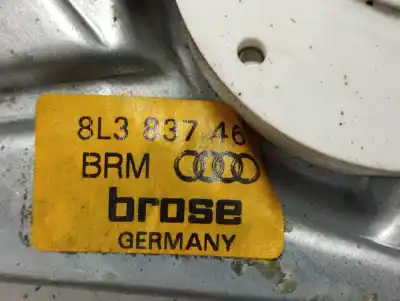 8L3 837 46
BRM
brose
GERMANY